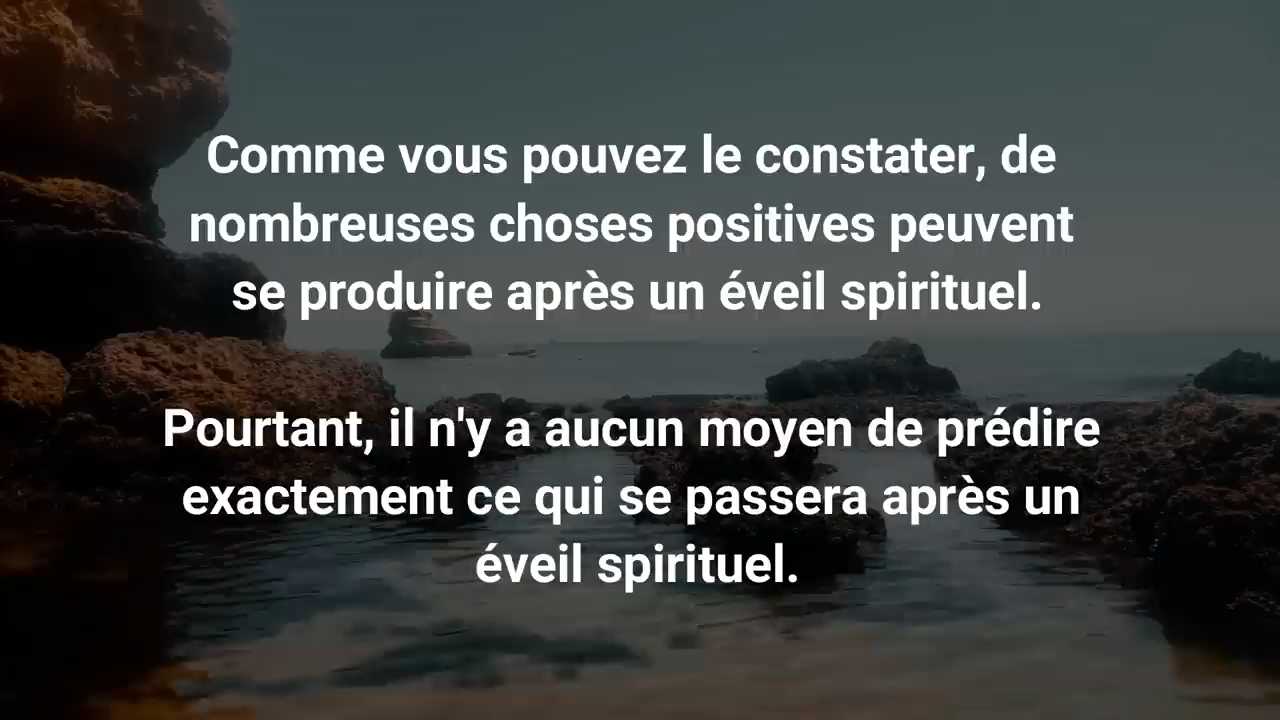 Comme vous pouvez le constater, de
nombreuses choses positives peuvent
se produire après un éveil spirituel.
Pourtant, il n'y a aucun moyen de prédire
exactement ce qui se passera après un
éveil spirituel.